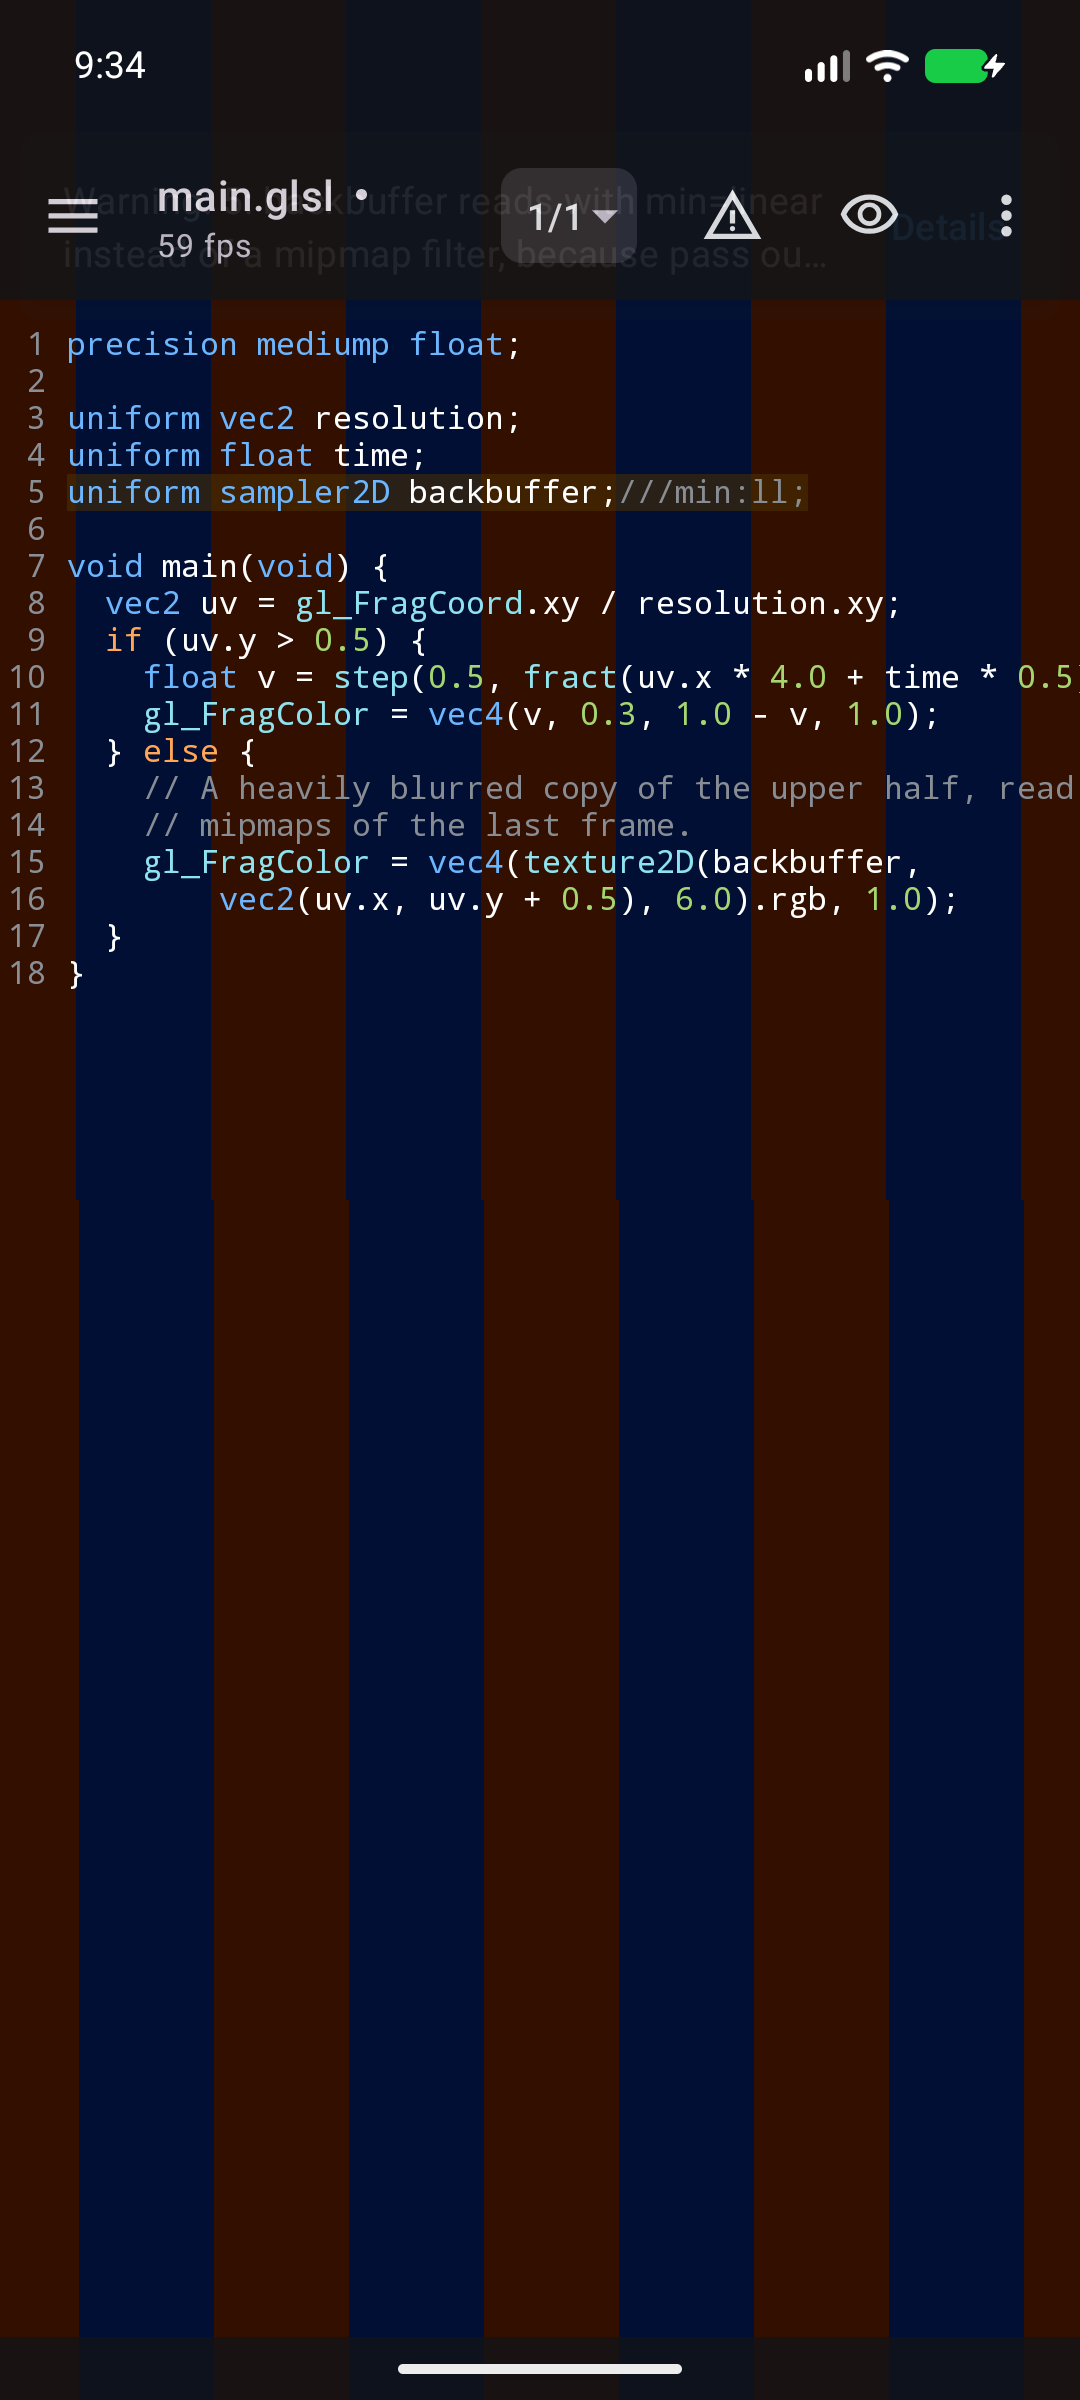 9:34
main.glsl •
59 fps
1/1
Warning: backbuffer reads with min=linear
instead of a mipmap filter, because pass ou...
Details
1 precision mediump float;
2
3 uniform vec2 resolution;
4 uniform float time;
5 uniform sampler2D backbuffer;///min:ll;
6
7 void main(void) {
8 vec2 uv = gl_FragCoord.xy / resolution.xy;
9 if (uv.y > 0.5) {
10 float v = step(0.5, fract(uv.x * 4.0 + time * 0.5
11 gl_FragColor = vec4(v, 0.3, 1.0 - v, 1.0);
12 } else {
13 // A heavily blurred copy of the upper half, read
14 // mipmaps of the last frame.
15 gl_FragColor = vec4(texture2D(backbuffer,
16 vec2(uv.x, uv.y + 0.5), 6.0).rgb, 1.0);
17 }
18 }